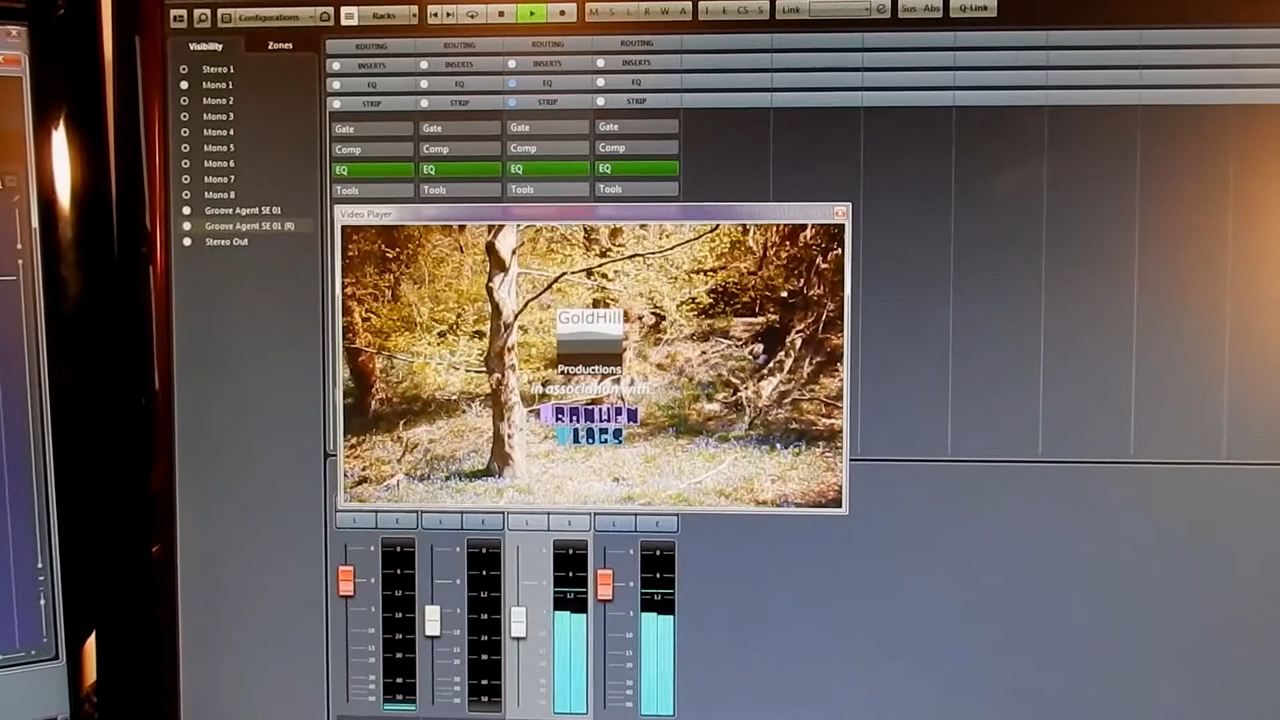 Configurations Racks M S L R W A I E CS S Link Sus Abs Q-Link
Visibility Zones
Stereo 1
Mono 1
Mono 2
Mono 3
Mono 4
Mono 5
Mono 6
Mono 7
Mono 8
Groove Agent SE 01
Groove Agent SE 01 (R)
Stereo Out
ROUTING ROUTING ROUTING ROUTING
INSERTS INSERTS INSERTS INSERTS
EQ EQ EQ EQ
STRIP STRIP STRIP STRIP
Gate Gate Gate Gate
Comp Comp Comp Comp
EQ EQ EQ EQ
Tools Tools Tools Tools
Video Player
GoldHill
Productions
in association with
BRANWEN
VLOGS
L E L E L E L E